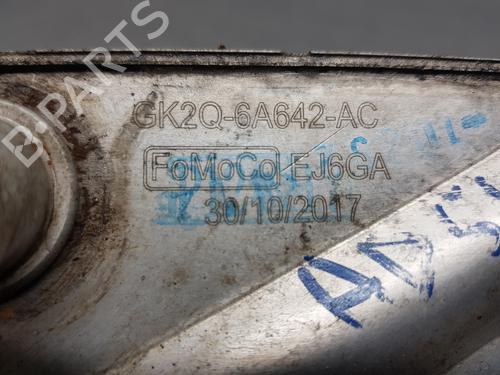 B-PARTS
GK2Q-6A642-AC
FoMoCo EJ6GA
30/10/2017